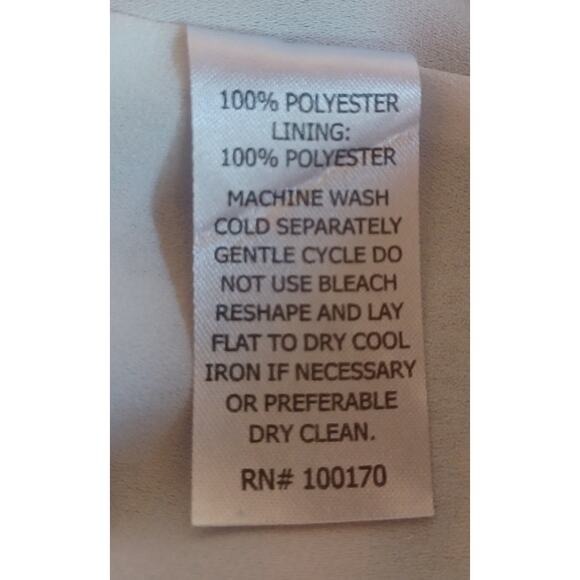 100% POLYESTER
LINING:
100% POLYESTER
MACHINE WASH
COLD SEPARATELY
GENTLE CYCLE DO
NOT USE BLEACH
RESHAPE AND LAY
FLAT TO DRY COOL
IRON IF NECESSARY
OR PREFERABLE
DRY CLEAN.
RN# 100170